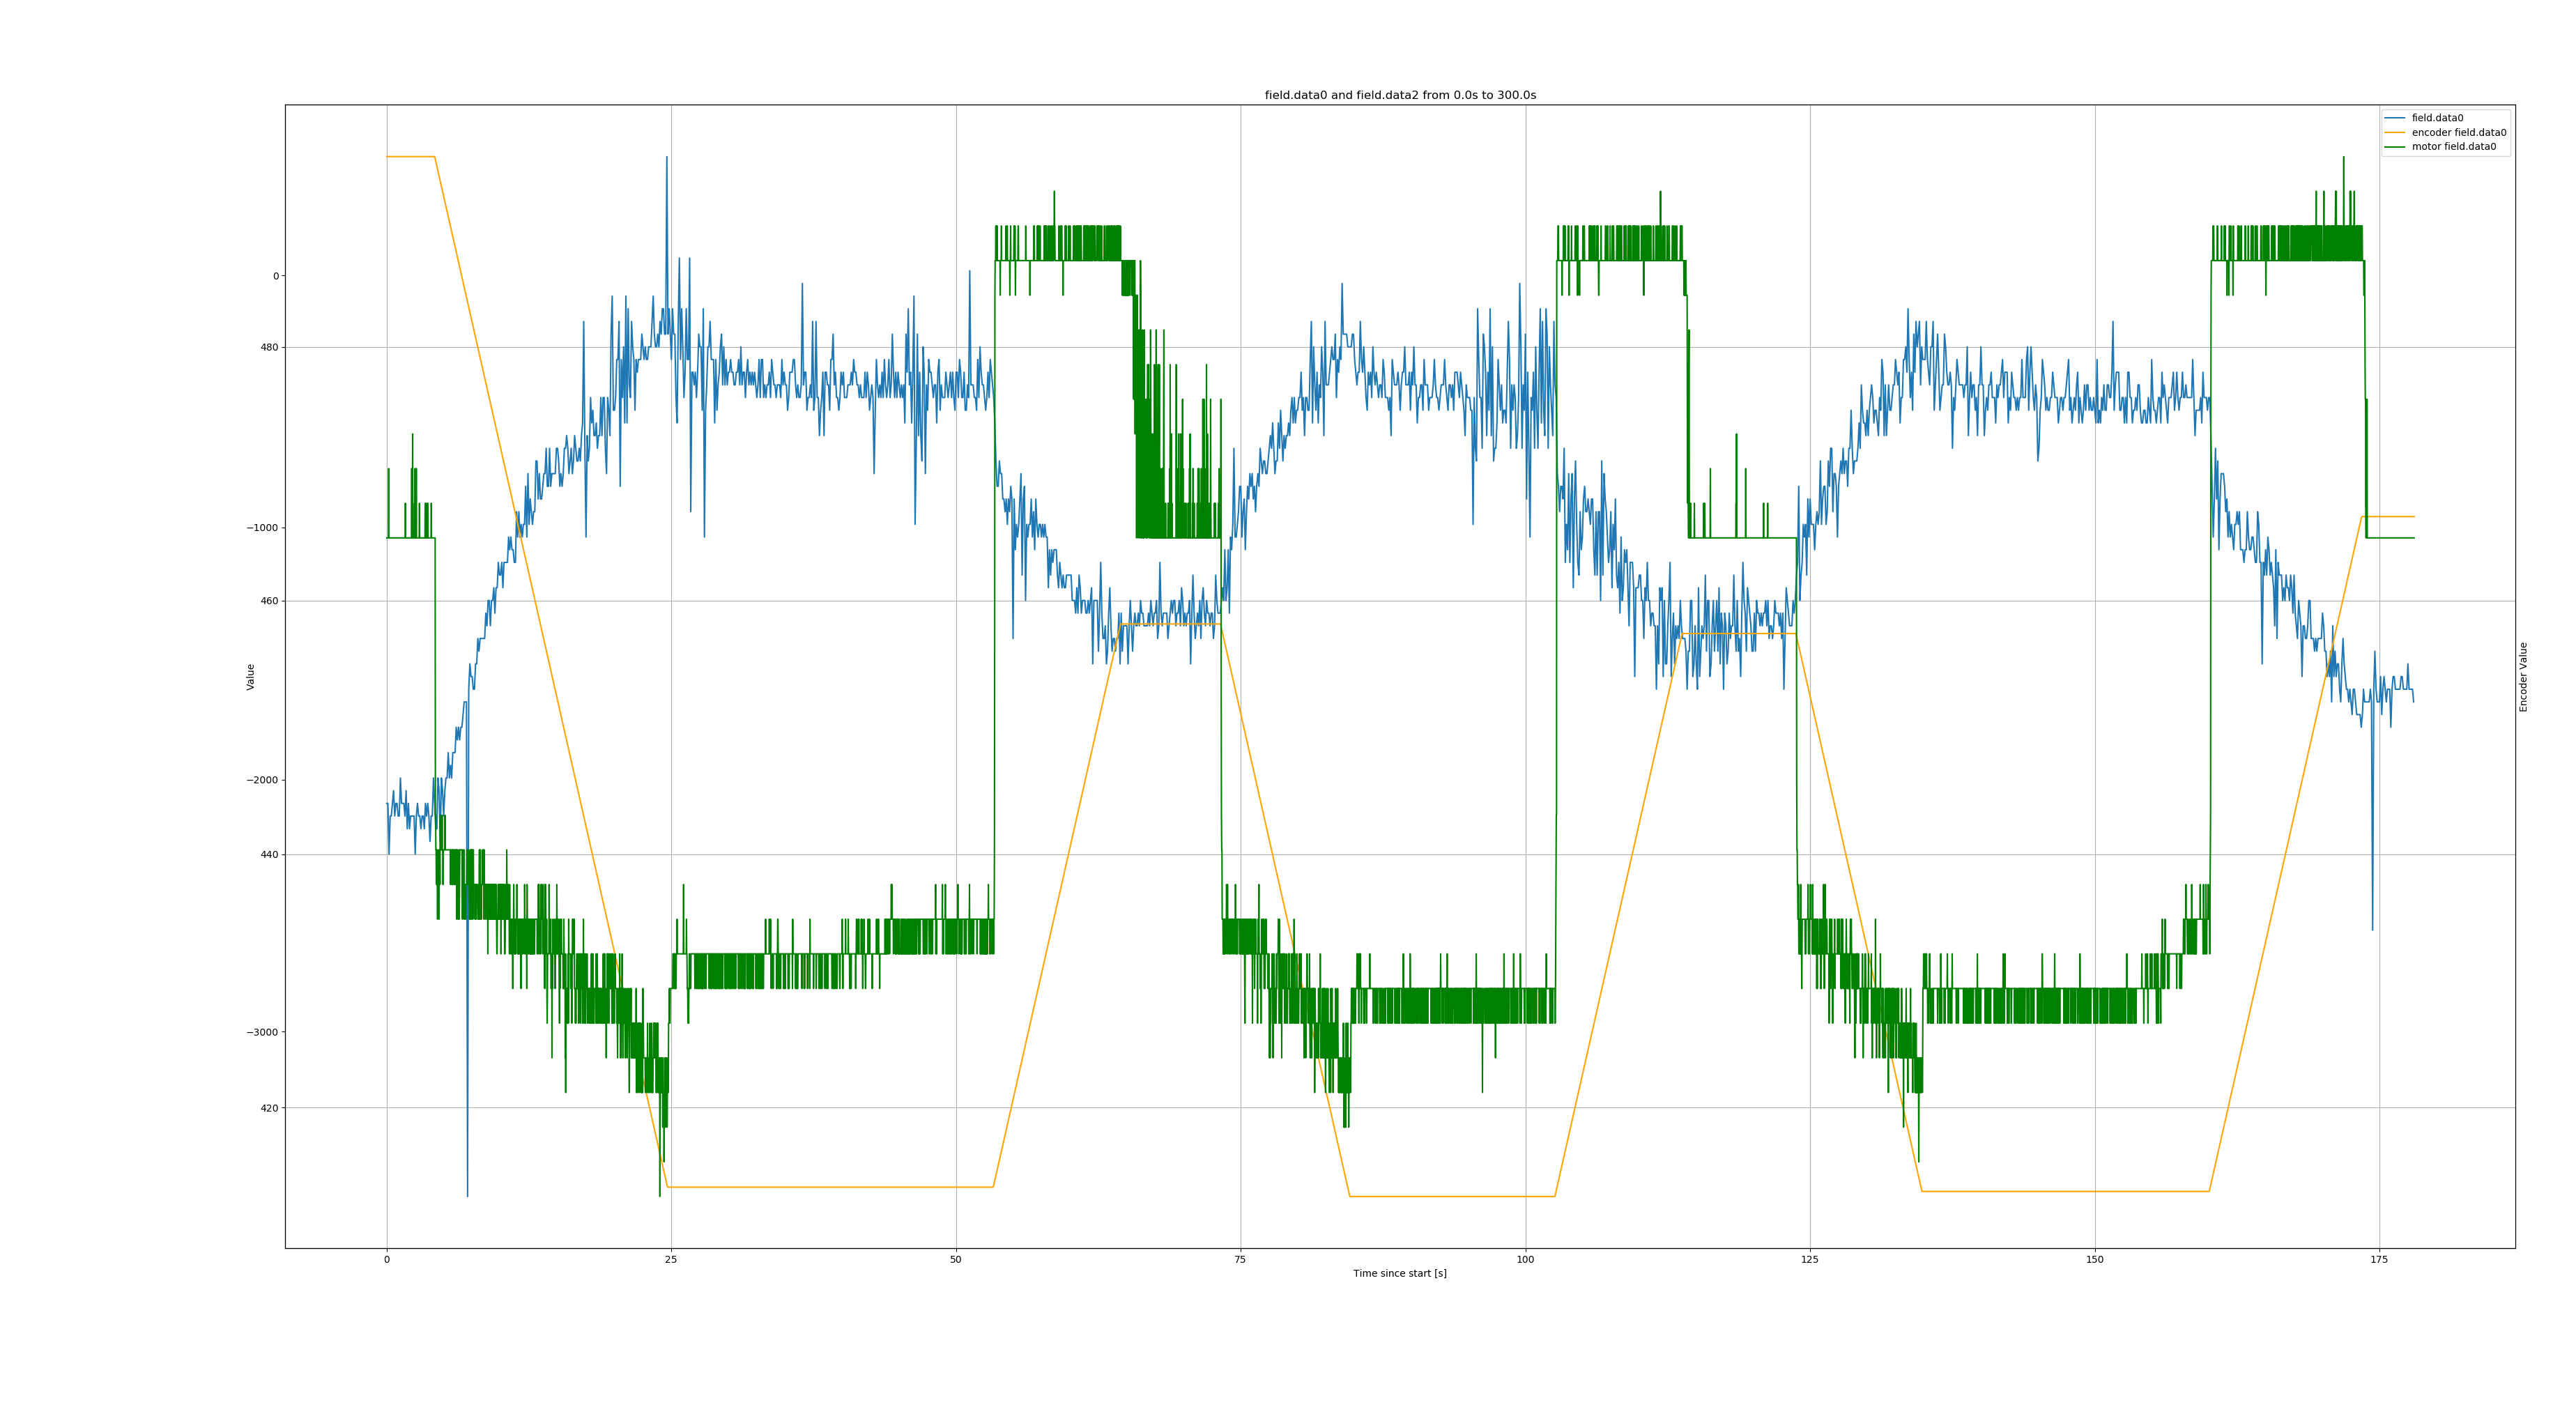 field.data0 and field.data2 from 0.0s to 300.0s
field.data0
encoder field.data0
motor field.data0
0
480
−1000
460
Value
Encoder Value
−2000
440
−3000
420
0 25 50 75 100 125 150 175
Time since start [s]